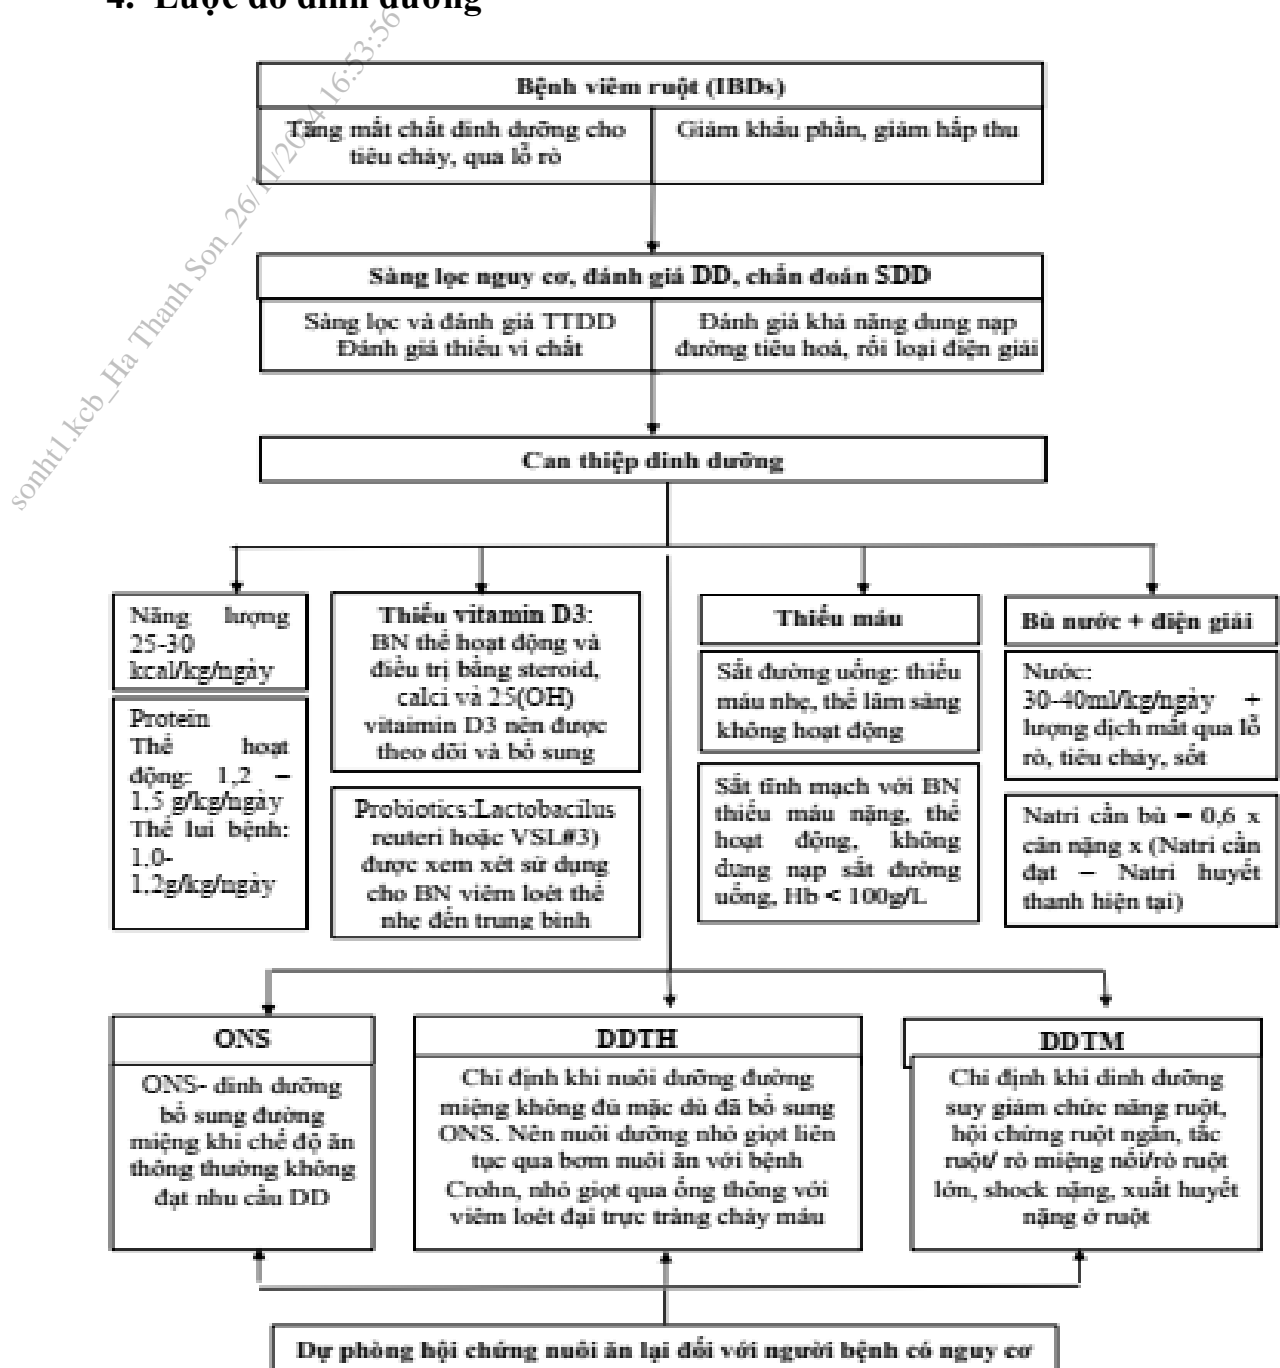 4. Lược đồ dinh dưỡng
sonht1.kcb_Ha Thanh Son_26/11/2024 16:53:56
Bệnh viêm ruột (IBDs)
Tăng mất chất dinh dưỡng cho
tiêu chảy, qua lỗ rò
Giảm khẩu phần, giảm hấp thu
Sàng lọc nguy cơ, đánh giá DD, chẩn đoán SDD
Sàng lọc và đánh giá TTDD
Đánh giá thiếu vi chất
Đánh giá khả năng dung nạp
đường tiêu hoá, rối loại điện giải
Can thiệp dinh dưỡng
Năng lượng
25-30
kcal/kg/ngày
Protein
Thể hoạt
động: 1,2 –
1.5 g/kg/ngày
Thể lui bệnh:
1.0-
1.2g/kg/ngày
Thiếu vitamin D3:
BN thể hoạt động và
điều trị bằng steroid,
calci và 25(OH)
vitaimin D3 nên được
theo dõi và bổ sung
Probiotics:Lactobacilus
reuteri hoặc VSL#3)
được xem xét sử dụng
cho BN viêm loét thể
nhẹ đến trung bình
Thiếu máu
Sắt đường uống: thiếu
máu nhẹ, thể lâm sàng
không hoạt động
Sắt tĩnh mạch với BN
thiếu máu nặng, thể
hoạt động, không
dung nạp sắt đường
uống, Hb < 100g/L
Bù nước + điện giải
Nước:
30-40ml/kg/ngày +
lượng dịch mất qua lỗ
rò, tiêu chảy, sốt
Natri cần bù = 0,6 x
cân nặng x (Natri cần
đạt – Natri huyết
thanh hiện tại)
ONS
ONS- dinh dưỡng
bổ sung đường
miệng khi chế độ ăn
thông thường không
đạt nhu cầu DD
DDTH
Chỉ định khi nuôi dưỡng đường
miệng không đủ mặc dù đã bổ sung
ONS. Nên nuôi dưỡng nhỏ giọt liên
tục qua bơm nuôi ăn với bệnh
Crohn, nhỏ giọt qua ống thông với
viêm loét đại trực tràng chảy máu
DDTM
Chỉ định khi dinh dưỡng
suy giảm chức năng ruột,
hội chứng ruột ngắn, tắc
ruột/ rò miệng nối/rò ruột
lớn, shock nặng, xuất huyết
nặng ở ruột
Dự phòng hội chứng nuôi ăn lại đối với người bệnh có nguy cơ